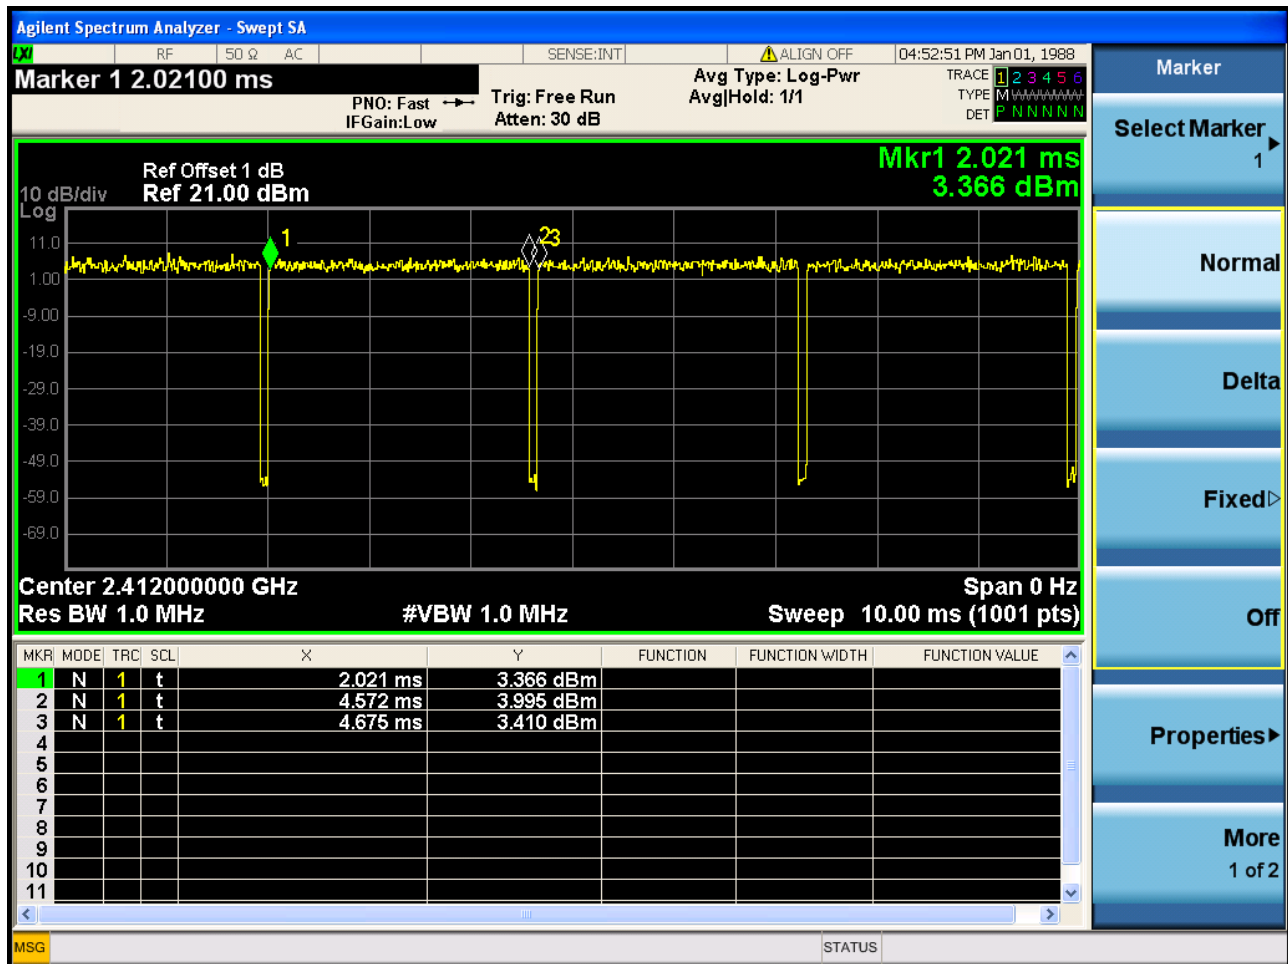 Agilent Spectrum Analyzer - Swept SA
LXI RF 50 Ω AC SENSE:INT ALIGN OFF 04:52:51 PM Jan 01, 1988
Marker 1 2.02100 ms
PNO: Fast
IFGain:Low
Trig: Free Run
Atten: 30 dB
Avg Type: Log-Pwr
Avg|Hold: 1/1
TRACE 1 2 3 4 5 6
TYPE M
DET P N N N N N
Ref Offset 1 dB
10 dB/div Ref 21.00 dBm
Log
Mkr1 2.021 ms
3.366 dBm
11.0
1.00
-9.00
-19.0
-29.0
-39.0
-49.0
-59.0
-69.0
1
2 3
Center 2.412000000 GHz Span 0 Hz
Res BW 1.0 MHz #VBW 1.0 MHz Sweep 10.00 ms (1001 pts)
MKR MODE TRC SCL X Y FUNCTION FUNCTION WIDTH FUNCTION VALUE
1 N 1 t 2.021 ms 3.366 dBm
2 N 1 t 4.572 ms 3.995 dBm
3 N 1 t 4.675 ms 3.410 dBm
4
5
6
7
8
9
10
11
MSG STATUS
Marker
Select Marker
1
Normal
Delta
Fixed
Off
Properties
More
1 of 2